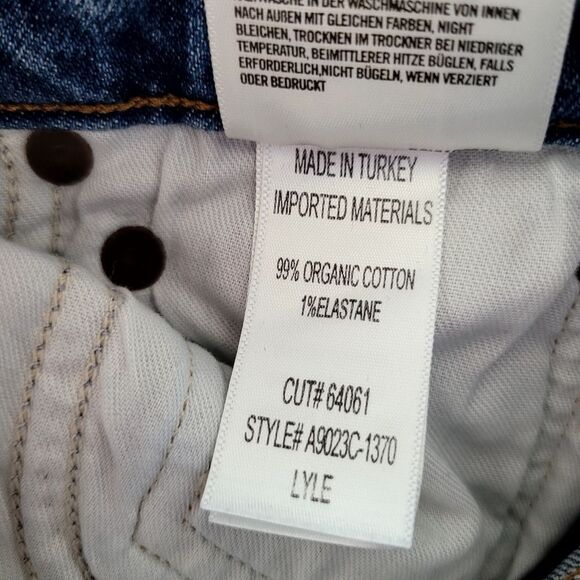 NACH AUSSEN MIT GLEICHEN FARBEN, NIGHT
BLEICHEN, TROCKNEN IM TROCKNER BEI NIEDRIGER
TEMPERATUR, BEIMITTLERER HITZE BÜGLEN, FALLS
ERFORDERLICH,NICHT BÜGELN, WENN VERZIERT
ODER BEDRUCKT
MADE IN TURKEY
IMPORTED MATERIALS
99% ORGANIC COTTON
1%ELASTANE
CUT# 64061
STYLE# A9023C-1370
LYLE